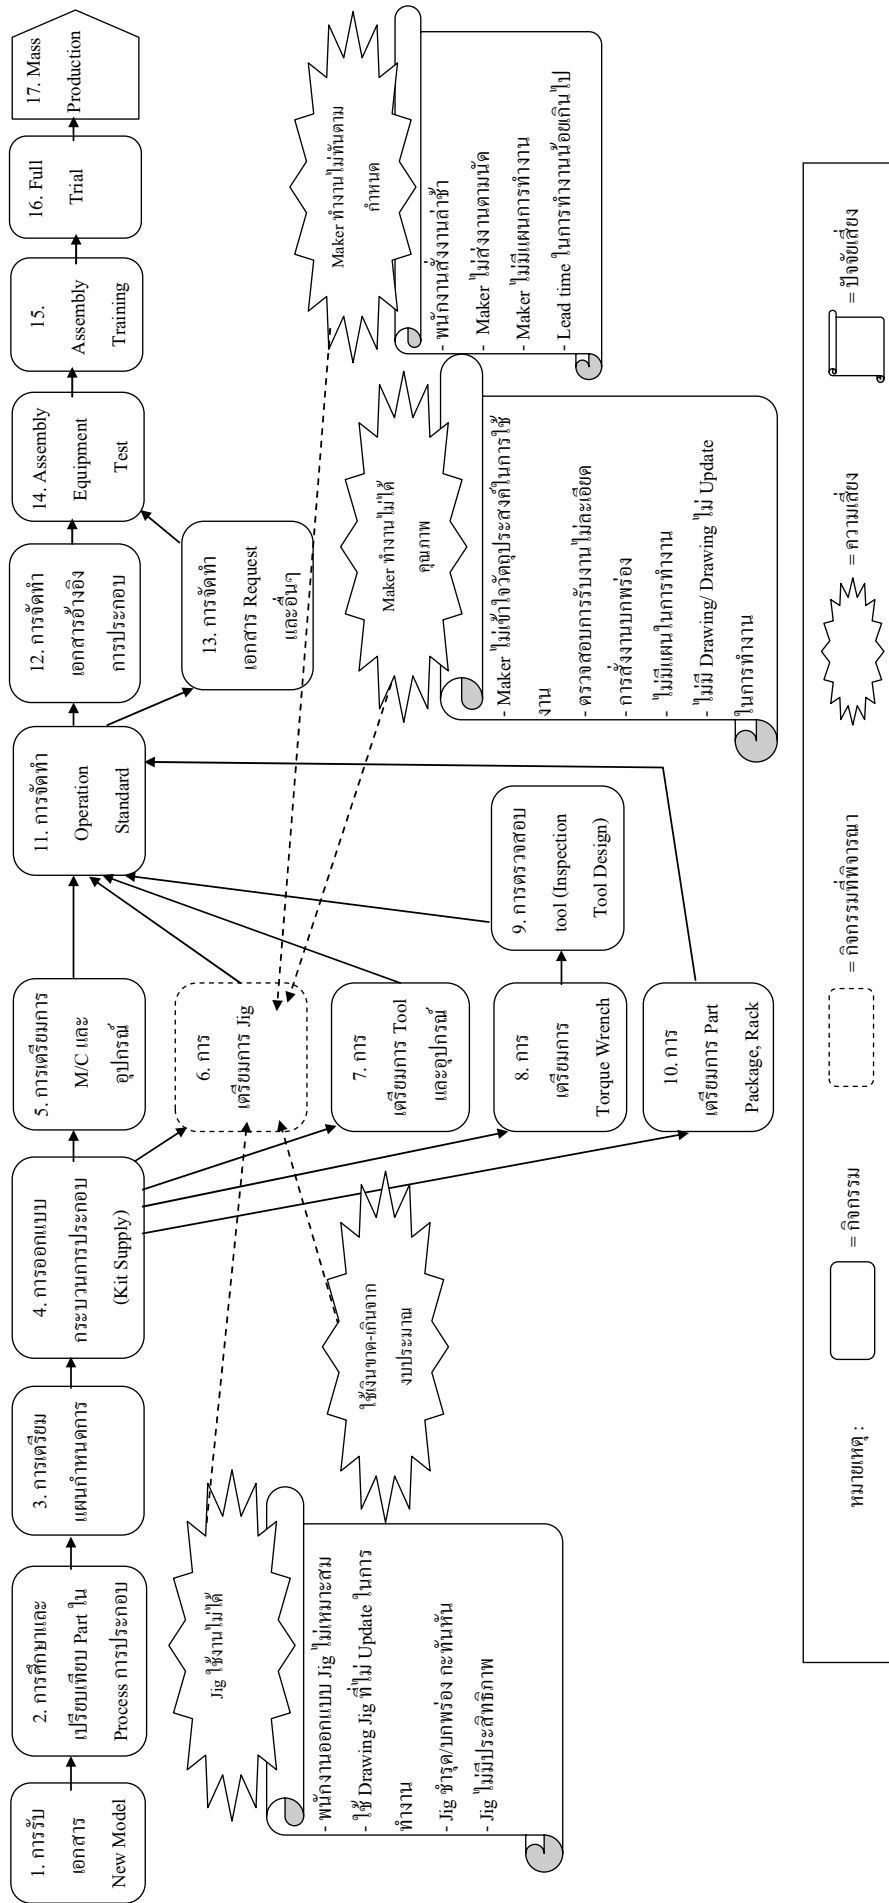 1. การรับ
เอกสาร
New Model
2. การศึกษาและ
เปรียบเทียบ Part ใน
Process การประกอบ
3. การเตรียม
แผนกำหนดการ
4. การออกแบบ
กระบวนการประกอบ
(Kit Supply)
5. การเตรียมการ
M/C และ
อุปกรณ์
6. การ
เตรียมการ Jig
7. การ
เตรียมการ Tool
และอุปกรณ์
8. การ
เตรียมการ
Torque Wrench
9. การตรวจสอบ
tool (Inspection
Tool Design)
10. การ
เตรียมการ Part
Package, Rack
11. การจัดทำ
Operation
Standard
12. การจัดทำ
เอกสารอ้างอิง
การประกอบ
13. การจัดทำ
เอกสาร Request
และอื่นๆ
14. Assembly
Equipment
Test
15.
Assembly
Training
16. Full
Trial
17. Mass
Production
Jig ใช้งานไม่ได้
- พนักงานออกแบบ Jig ไม่เหมาะสม
- ใช้ Drawing Jig ที่ไม่ Update ในการ
ทำงาน
- Jig ชำรุด/บกพร่อง กะทันหัน
- Jig ไม่มีประสิทธิภาพ
ใช้เงินขาด-เกินจาก
งบประมาณ
Maker ทำงานไม่ได้
คุณภาพ
- Maker ไม่เข้าใจวัตถุประสงค์ในการใช้
งาน
- ตรวจสอบการรับงานไม่ละเอียด
- การสั่งงานบกพร่อง
- ไม่มีแผนในการทำงาน
- ไม่มี Drawing/ Drawing ไม่ Update
ในการทำงาน
Maker ทำงานไม่ทันตาม
กำหนด
- พนักงานสั่งงานล่าช้า
- Maker ไม่ส่งงานตามนัด
- Maker ไม่มีแผนการทำงาน
- Lead time ในการทำงานน้อยเกินไป
หมายเหตุ :
= กิจกรรม
= กิจกรรมที่พิจารณา
= ความเสี่ยง
= ปัจจัยเสี่ยง